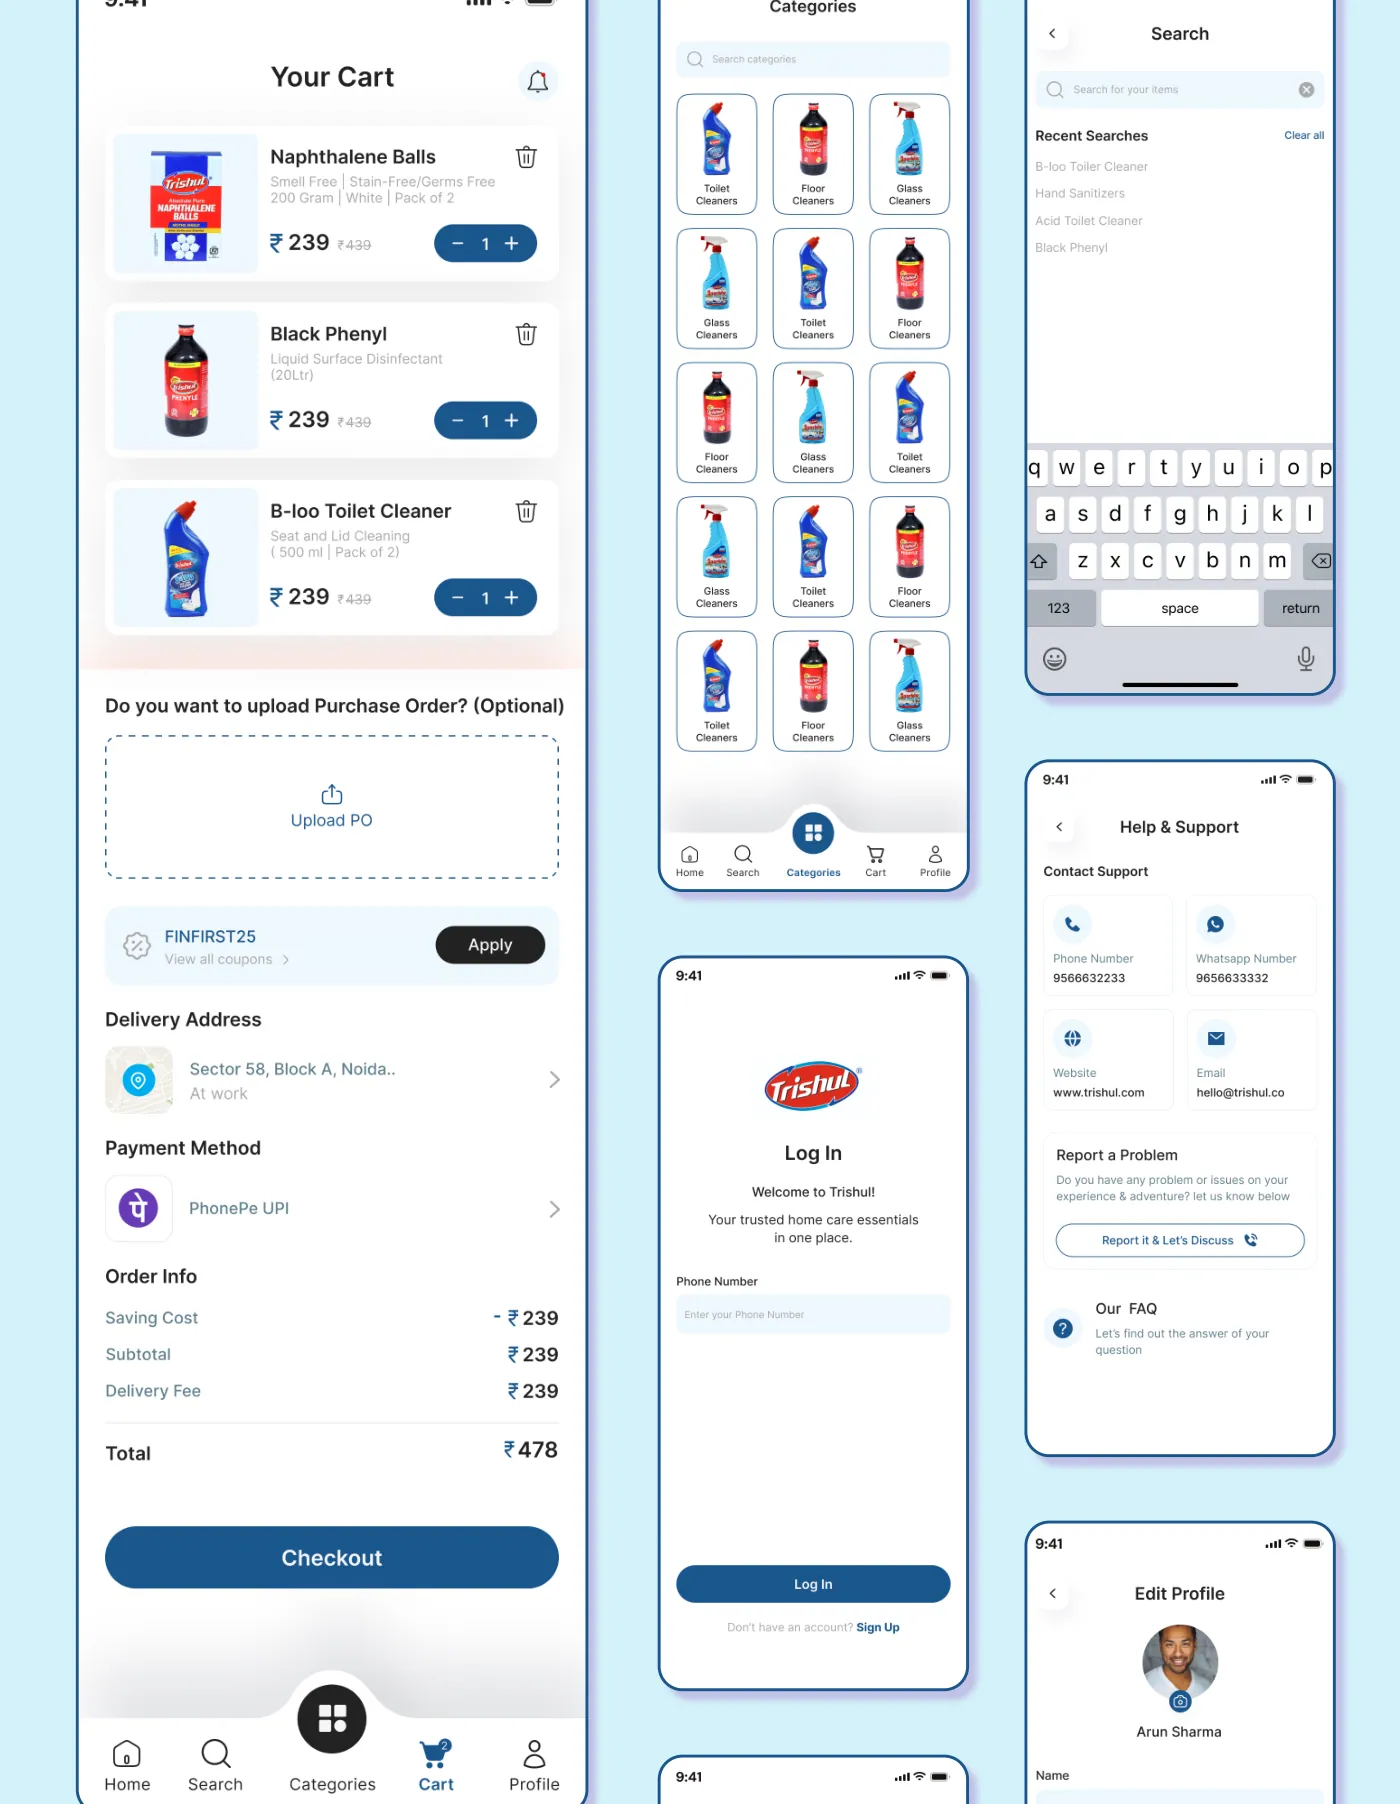 9:41
Your Cart
Trishul
Absolute Pure
NAPHTHALENE
BALLS
Naphthalene Balls
Smell Free | Stain-Free/Germs Free
200 Gram | White | Pack of 2
₹ 239 ₹439
− 1 +
Trishul
PHENYLE
Black Phenyl
Liquid Surface Disinfectant
(20Ltr)
₹ 239 ₹439
− 1 +
Trishul
B-loo Toilet Cleaner
Seat and Lid Cleaning
( 500 ml | Pack of 2)
₹ 239 ₹439
− 1 +
Do you want to upload Purchase Order? (Optional)
Upload PO
FINFIRST25
View all coupons >
Apply
Delivery Address
Sector 58, Block A, Noida..
At work
Payment Method
पे
PhonePe UPI
Order Info
Saving Cost - ₹ 239
Subtotal ₹ 239
Delivery Fee ₹ 239
Total ₹478
Checkout
2
Home Search Categories Cart Profile
Categories
Search categories
Toilet
Cleaners
Floor
Cleaners
Glass
Cleaners
Glass
Cleaners
Toilet
Cleaners
Floor
Cleaners
Floor
Cleaners
Glass
Cleaners
Toilet
Cleaners
Glass
Cleaners
Toilet
Cleaners
Floor
Cleaners
Toilet
Cleaners
Floor
Cleaners
Glass
Cleaners
Home Search Categories Cart Profile
9:41
Trishul®
Log In
Welcome to Trishul!
Your trusted home care essentials
in one place.
Phone Number
Enter your Phone Number
Log In
Don't have an account? Sign Up
9:41
Search
Search for your items
Recent Searches Clear all
B-loo Toiler Cleaner
Hand Sanitizers
Acid Toilet Cleaner
Black Phenyl
q w e r t y u i o p
a s d f g h j k l
z x c v b n m
123 space return
9:41
Help & Support
Contact Support
Phone Number
9566632233
Whatsapp Number
9656633332
Website
www.trishul.com
Email
hello@trishul.co
Report a Problem
Do you have any problem or issues on your
experience & adventure? let us know below
Report it & Let's Discuss
?
Our FAQ
Let's find out the answer of your
question
9:41
Edit Profile
Arun Sharma
Name